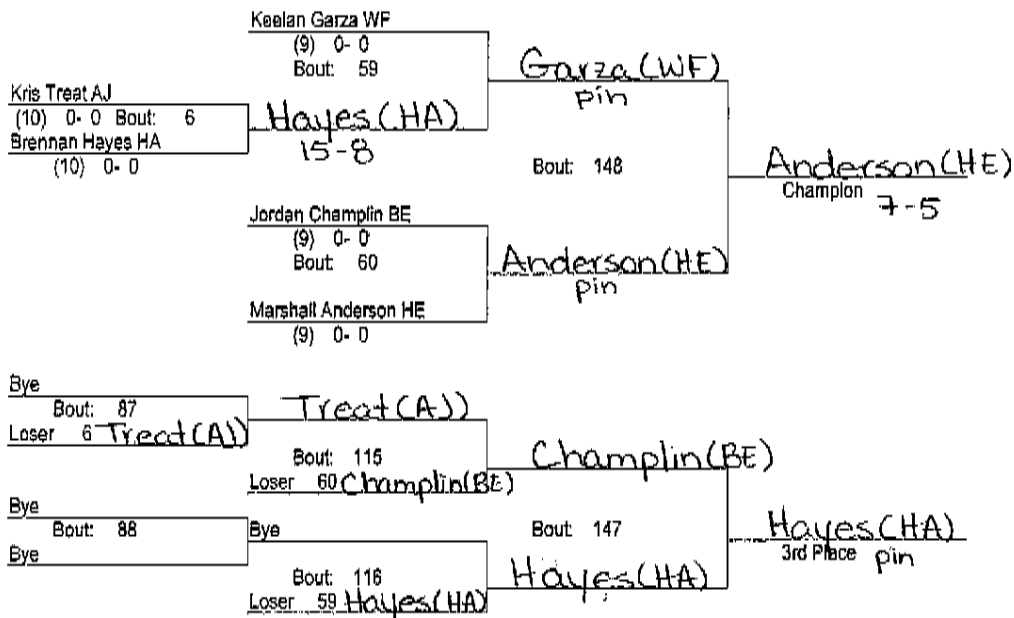 Keelan Garza WF
(9) 0- 0
Bout: 59
Garza (WF)
pin
Kris Treat AJ
(10) 0- 0 Bout: 6
Hayes (HA)
15-8
Brennan Hayes HA
(10) 0- 0
Bout: 148
Anderson (HE)
Champion 7-5
Jordan Champlin BE
(9) 0- 0
Bout: 60
Anderson (HE)
pin
Marshall Anderson HE
(9) 0- 0
Bye
Bout: 87
Treat (AJ)
Loser 6 Treat (AJ)
Bout: 115
Champlin (BE)
Loser 60 Champlin (BE)
Bye
Bout: 88
Bye
Bye
Bout: 147
Hayes (HA)
3rd Place pin
Bout: 116
Hayes (HA)
Loser 59 Hayes (HA)